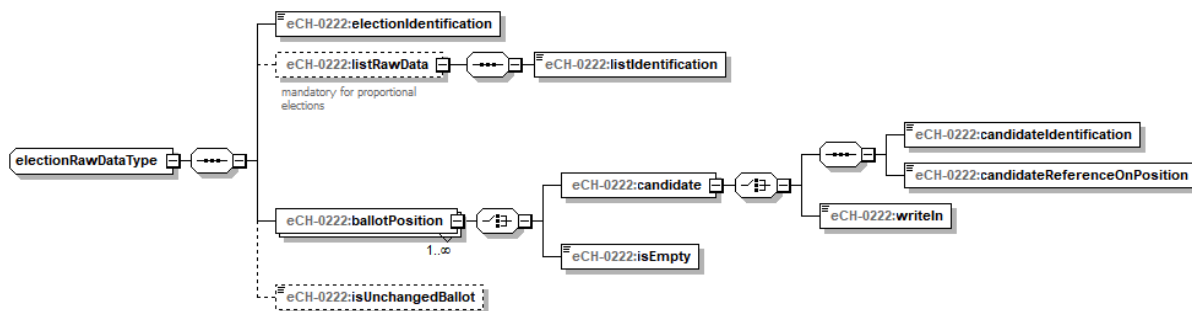 eCH-0222:electionIdentification
eCH-0222:listRawData
eCH-0222:listIdentification
mandatory for proportional
elections
eCH-0222:candidateIdentification
electionRawDataType
eCH-0222:candidateReferenceOnPosition
eCH-0222:candidate
eCH-0222:ballotPosition
eCH-0222:writeIn
1..∞
eCH-0222:isEmpty
eCH-0222:isUnchangedBallot